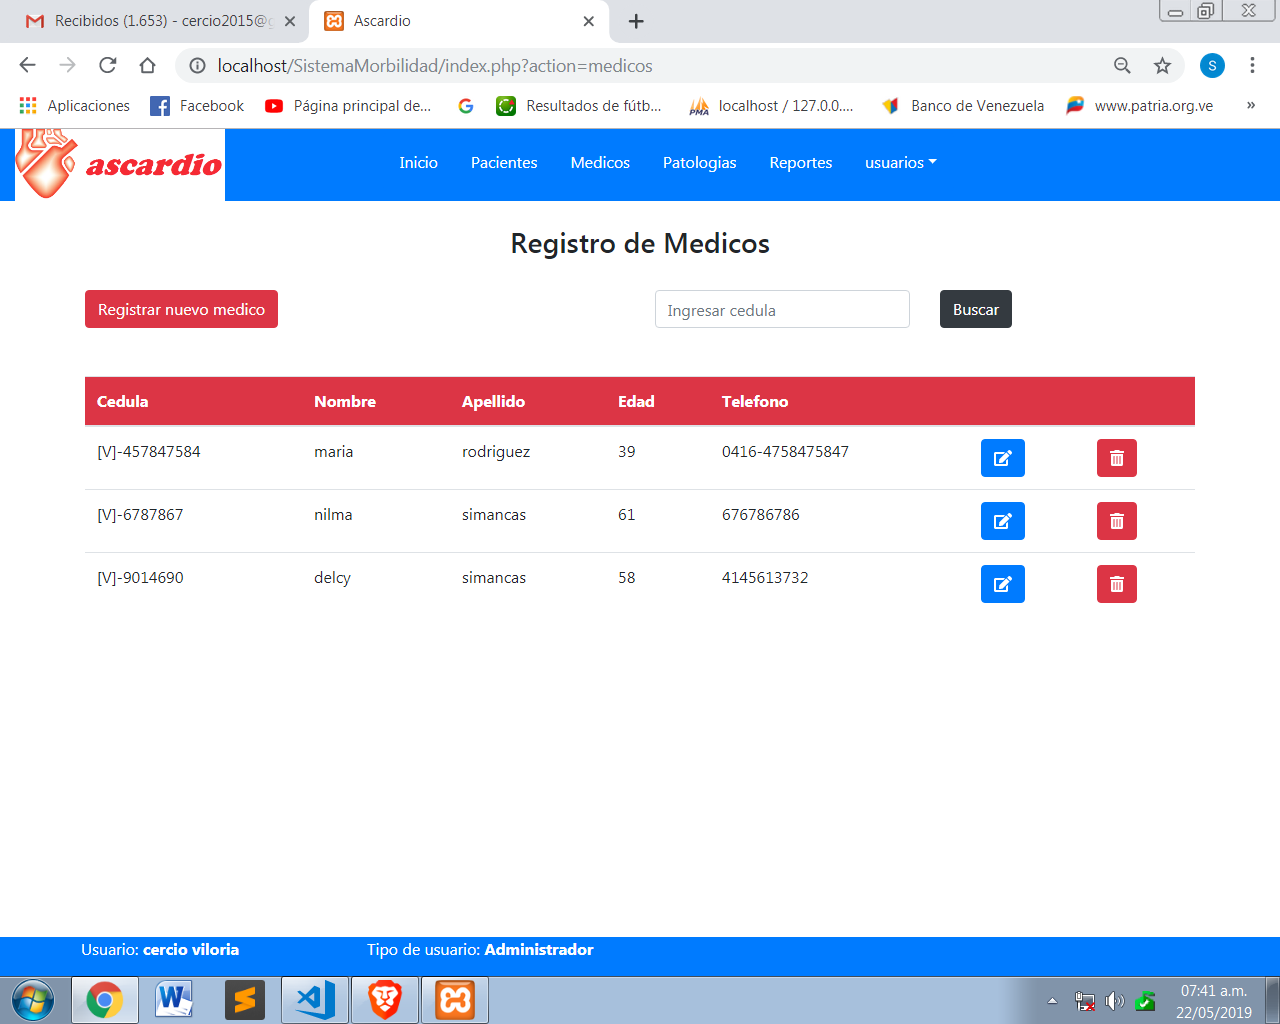 Recibidos (1.653) - cercio2015@g
Ascardio
localhost/SistemaMorbilidad/index.php?action=medicos
S
Aplicaciones
Facebook
Página principal de...
Resultados de fútb...
PMA
localhost / 127.0.0....
Banco de Venezuela
www.patria.org.ve
»
ascardio
Inicio
Pacientes
Medicos
Patologias
Reportes
usuarios
Registro de Medicos
Registrar nuevo medico
Ingresar cedula
Buscar
Cedula Nombre Apellido Edad Telefono
[V]-457847584 maria rodriguez 39 0416-4758475847
[V]-6787867 nilma simancas 61 676786786
[V]-9014690 delcy simancas 58 4145613732
Usuario: cercio viloria
Tipo de usuario: Administrador
07:41 a.m.
22/05/2019